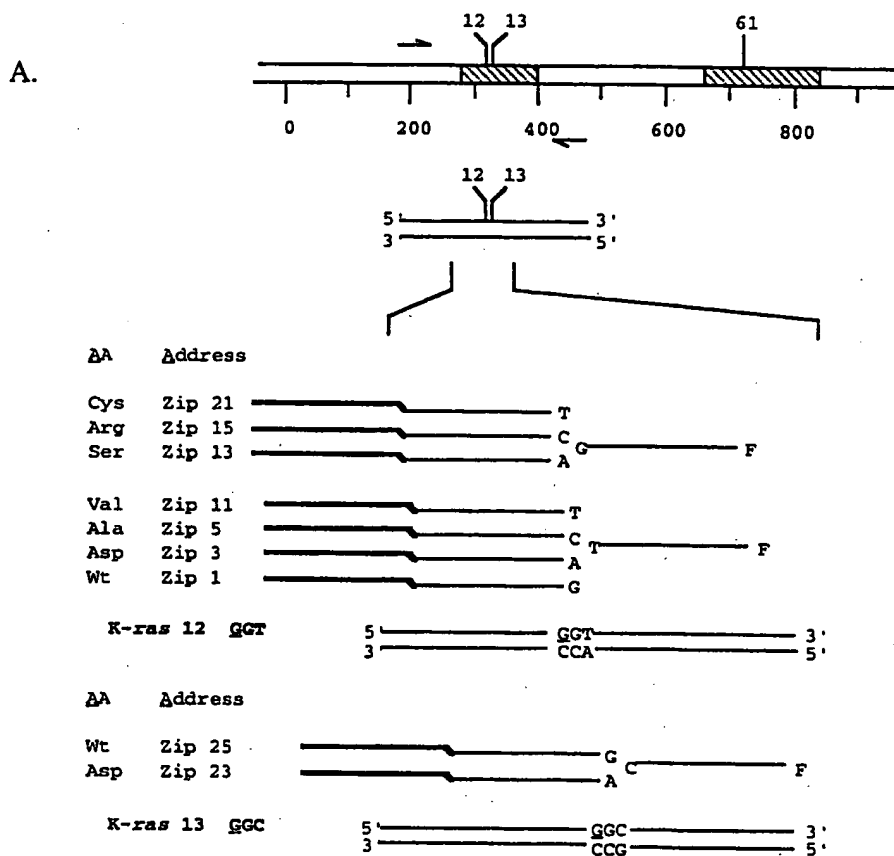 A.
12 13 61
0 200 400 600 800
12 13
5' 3'
3 5'
AA Address
Cys Zip 21 T
Arg Zip 15 C
G F
Ser Zip 13 A
Val Zip 11 T
Ala Zip 5 C
T F
Asp Zip 3 A
Wt Zip 1 G
K-ras 12 GGT 5 GGT 3'
3 CCA 5'
AA Address
Wt Zip 25 G
C F
Asp Zip 23 A
K-ras 13 GGC 5' GGC 3'
3 CCG 5'